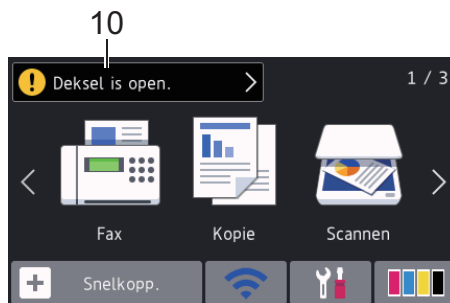 10
Deksel is open.
1 / 3
Fax
Kopie
Scannen
Snelkopp.